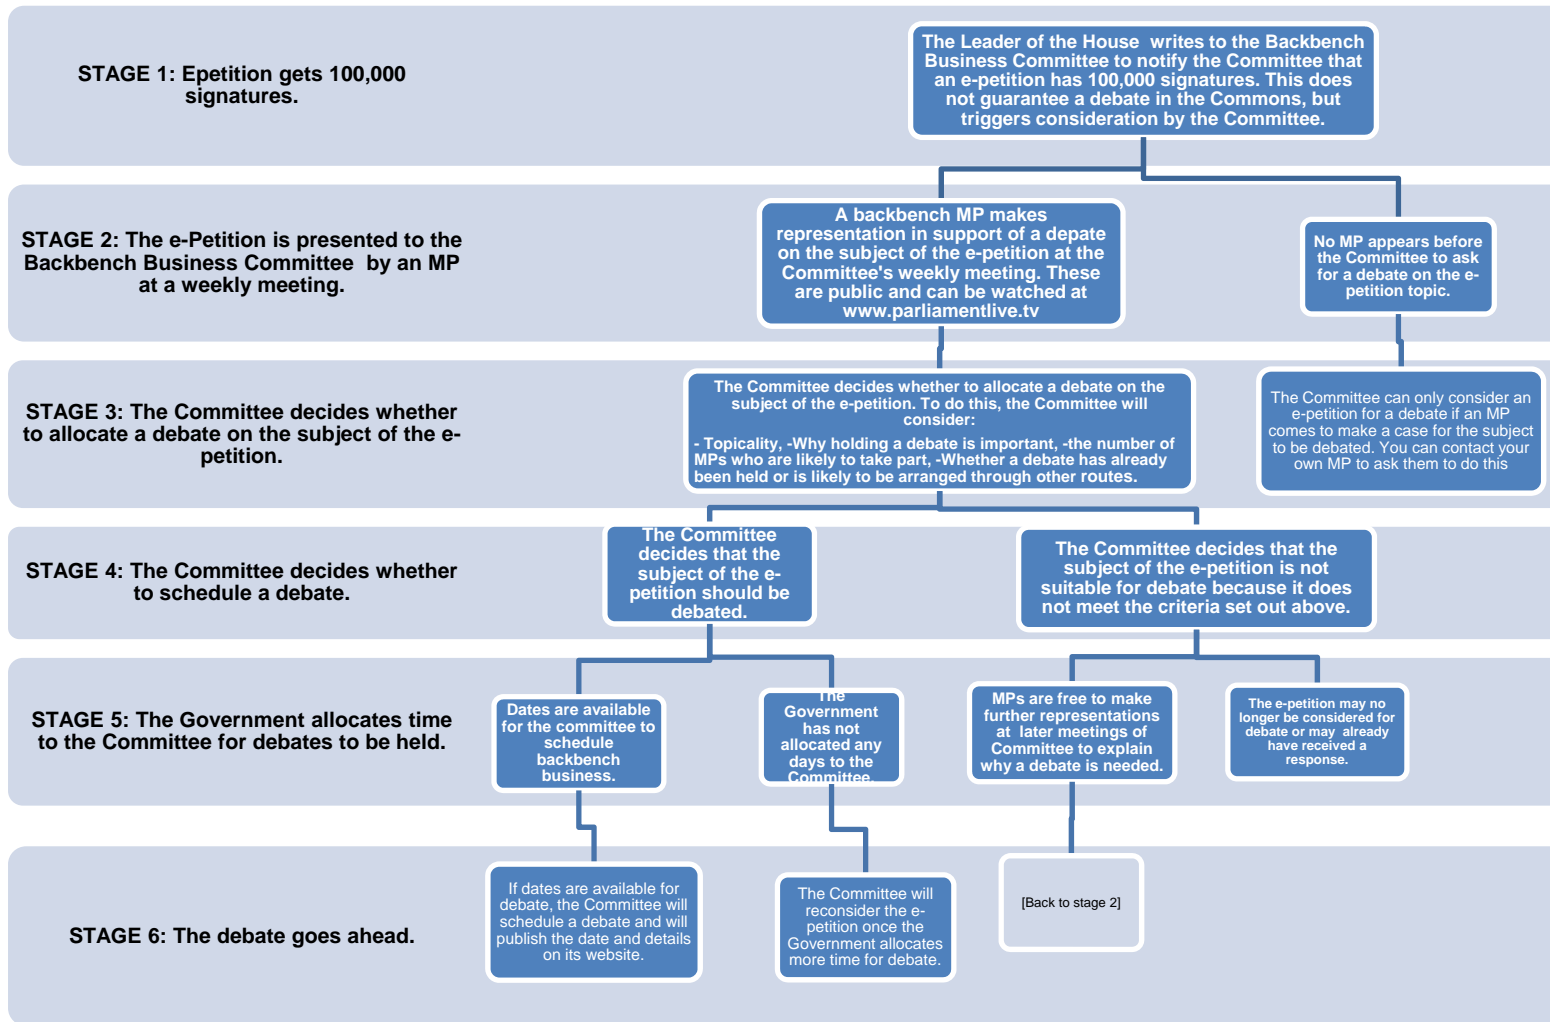 STAGE 1: Epetition gets 100,000
signatures.
The Leader of the House writes to the Backbench
Business Committee to notify the Committee that
an e-petition has 100,000 signatures. This does
not guarantee a debate in the Commons, but
triggers consideration by the Committee.
STAGE 2: The e-Petition is presented to the
Backbench Business Committee by an MP
at a weekly meeting.
A backbench MP makes
representation in support of a depate
on the subject of the e-petition at the
Committee's weekly meeting. These
are public and can be watched at
www.parliamentlive.tv
No MP appears before
the Committee to ask
for a debate on the e-
petition topic.
STAGE 3: The Committee decides whether
to allocate a debate on the subject of the e-
petition.
The Committee decides whether to allocate a debate on the
subject of the e-petition. To do this, the Committee will
consider:
- Topicality, -Why holding a debate is important, -the number of
MPs who are likely to take part, -Whether a debate has already
been held or is likely to be arranged through other routes.
The Committee can only consider an
e-petition for a debate if an MP
comes to make a case for the subject
to be debated. You can contact your
own MP to ask them to do this
STAGE 4: The Committee decides whether
to schedule a debate.
The Committee
decides that the
subject of the e-
petition should be
debated.
The Committee decides that the
subject of the e-petition is not
suitable for debate because it does
not meet the criteria set out above.
STAGE 5: The Government allocates time
to the Committee for debates to be held.
Dates are available
for the committee to
schedule
backbench
business.
The
Government
has not
allocated any
days to the
Committee.
MPs are free to make
further representations
at later meetings of
Committee to explain
why a debate is needed.
The e-petition may no
longer be considered for
debate or may already
have received a
response.
STAGE 6: The debate goes ahead.
If dates are available for
debate, the Committee will
schedule a debate and will
publish the date and details
on its website.
The Committee will
reconsider the e-
petition once the
Government allocates
more time for debate.
[Back to stage 2]